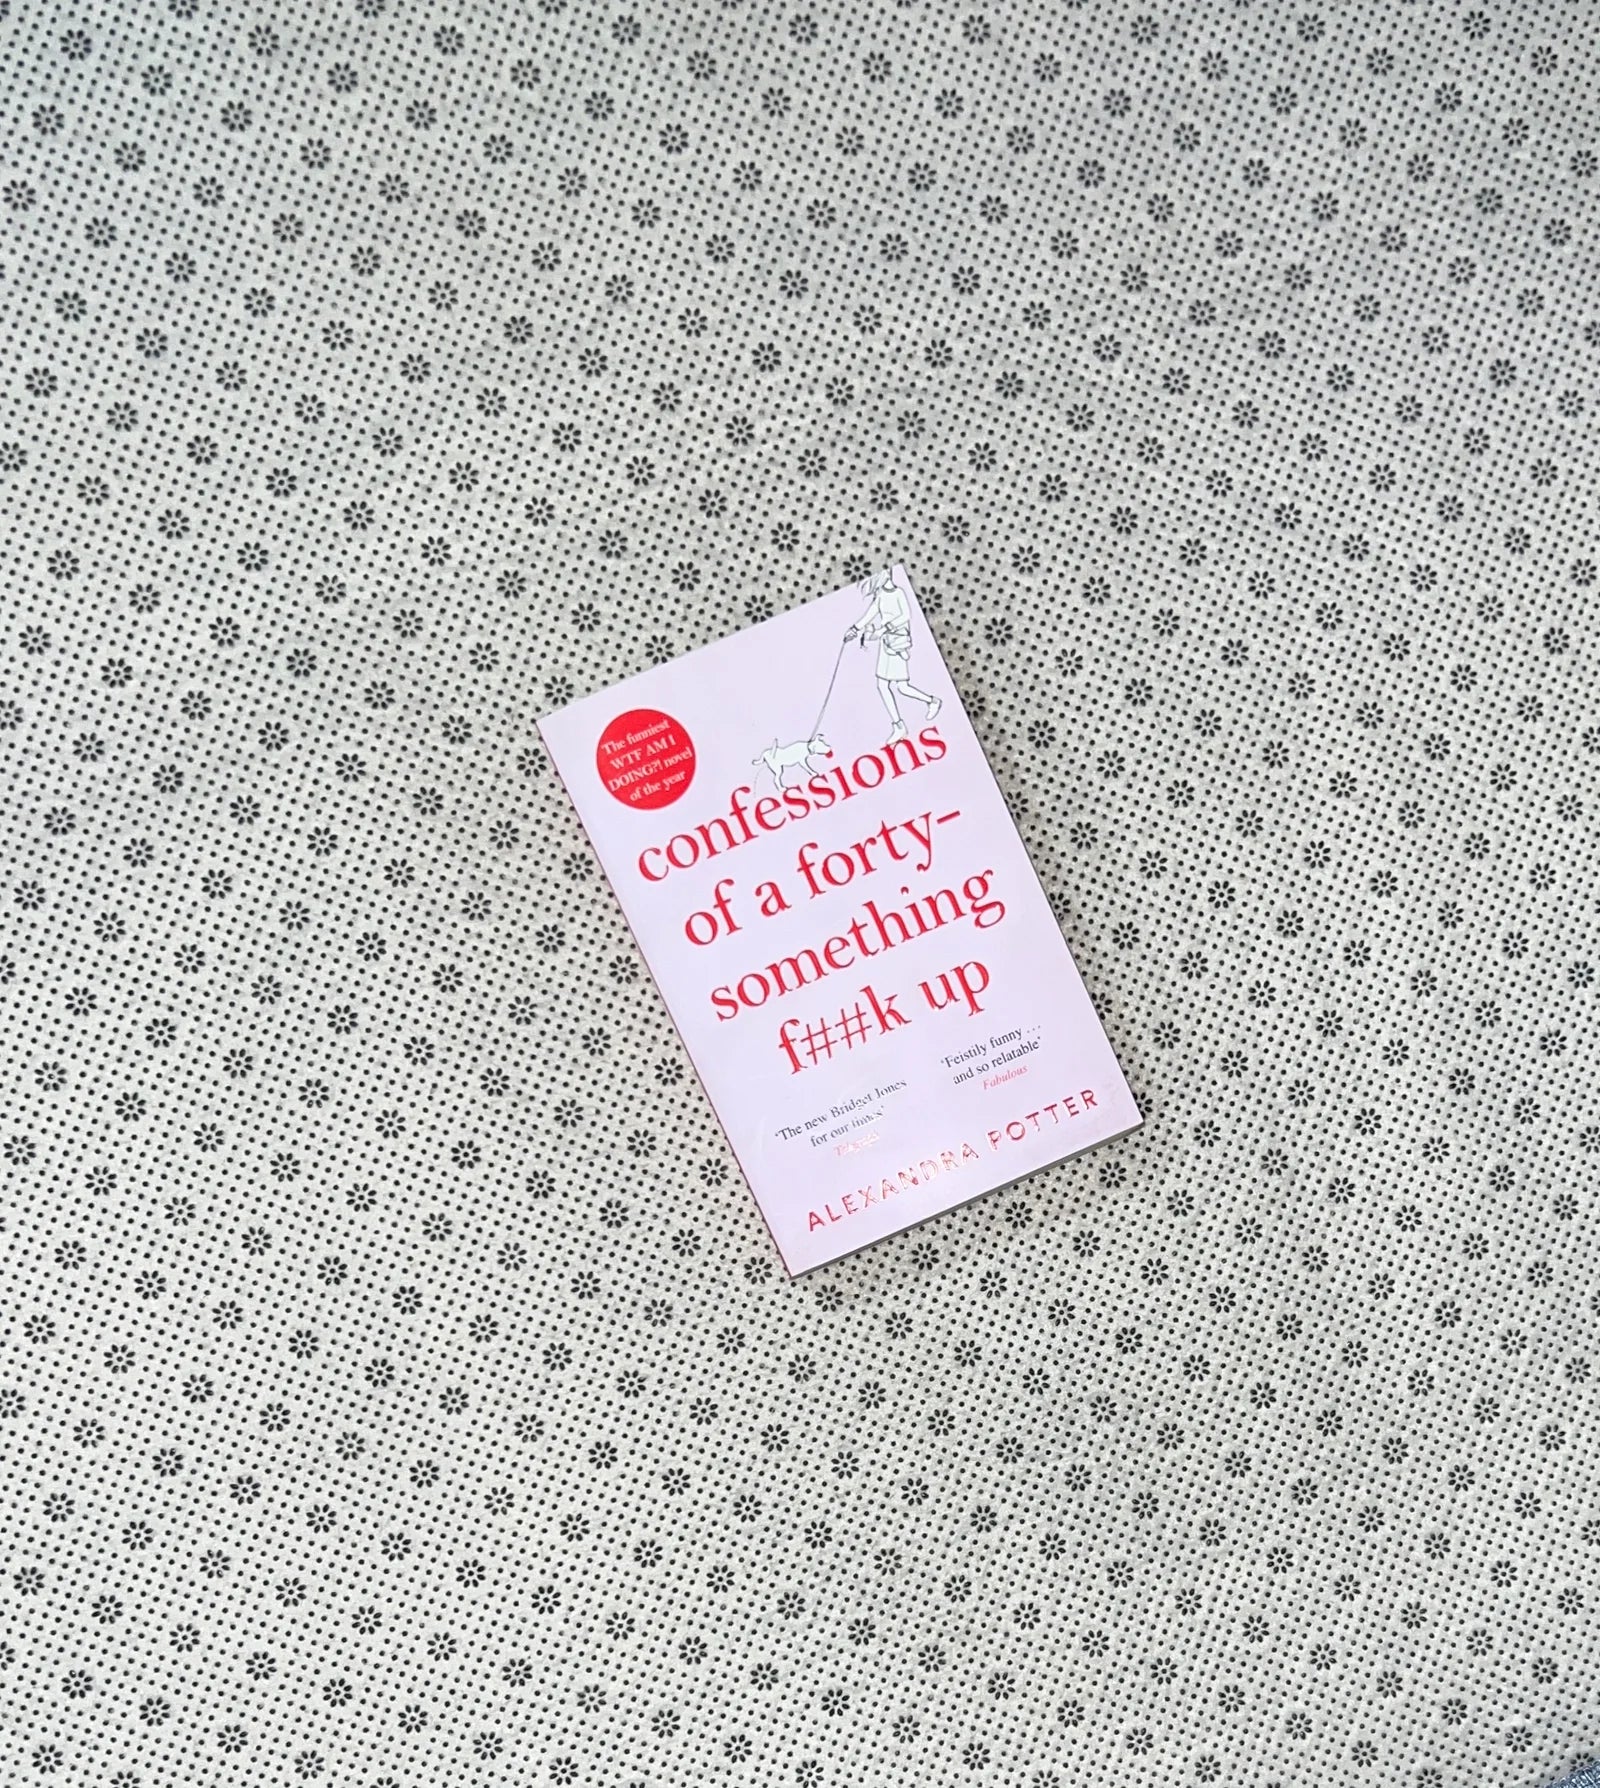 The funniest
WTF AM I
DOING?! novel
of the year
confessions
of a forty-
something
f##k up
'The new Bridget Jones
for our times'
Telegraph
'Feistily funny ...
and so relatable'
Fabulous
ALEXANDRA POTTER